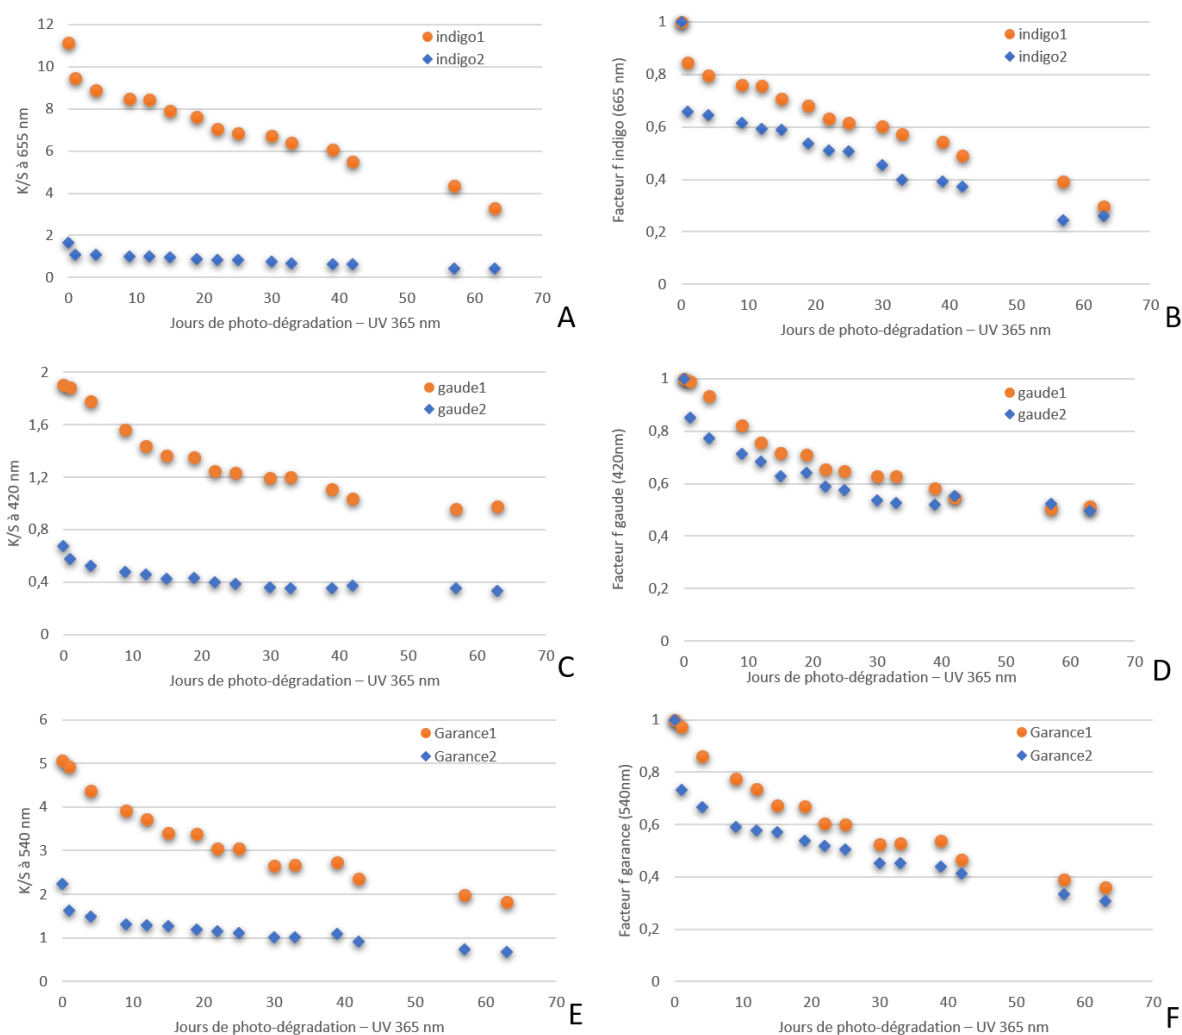 12
10
8
6
4
2
0
K/S à 655 nm
indigo1
indigo2
0 10 20 30 40 50 60 70
Jours de photo-dégradation – UV 365 nm
A
1
0,8
0,6
0,4
0,2
0
Facteur f indigo (665 nm)
indigo1
indigo2
0 10 20 30 40 50 60 70
Jours de photo-dégradation – UV 365 nm
B
2
1,6
1,2
0,8
0,4
0
K/S à 420 nm
gaude1
gaude2
0 10 20 30 40 50 60 70
Jours de photo-dégradation – UV 365 nm
C
1
0,8
0,6
0,4
0,2
0
Facteur f gaude (420nm)
gaude1
gaude2
0 10 20 30 40 50 60 70
Jours de photo-dégradation – UV 365 nm
D
6
5
4
3
2
1
0
K/S à 540 nm
Garance1
Garance2
0 10 20 30 40 50 60 70
Jours de photo-dégradation – UV 365 nm
E
1
0,8
0,6
0,4
0,2
0
Facteur f garance (540nm)
Garance1
Garance2
0 10 20 30 40 50 60 70
Jours de photo-dégradation – UV 365 nm
F